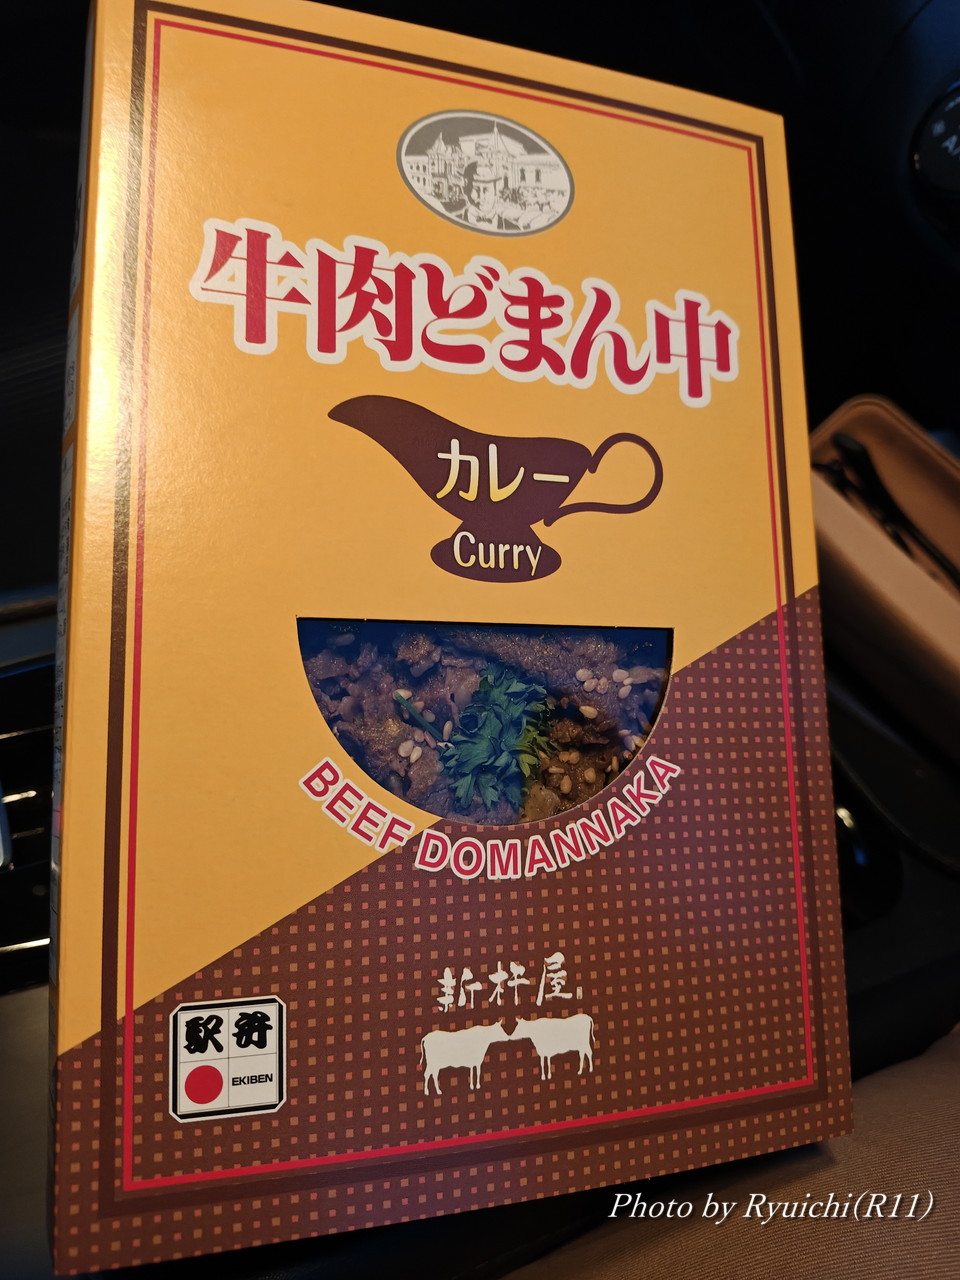 牛肉どまん中
カレー
Curry
BEEF DOMANNAKA
新杵屋
駅弁
EKIBEN
Photo by Ryuichi(R11)